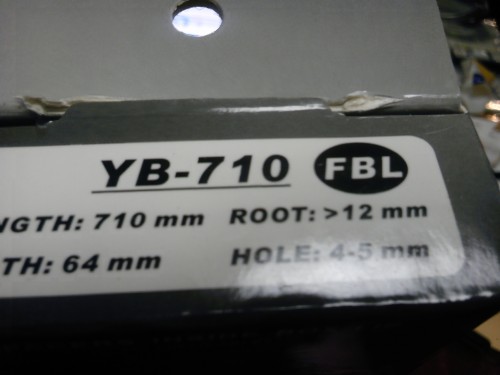 YB-710 FBL
NGTH: 710 mm ROOT: >12 mm
TH: 64 mm HOLE: 4-5 mm